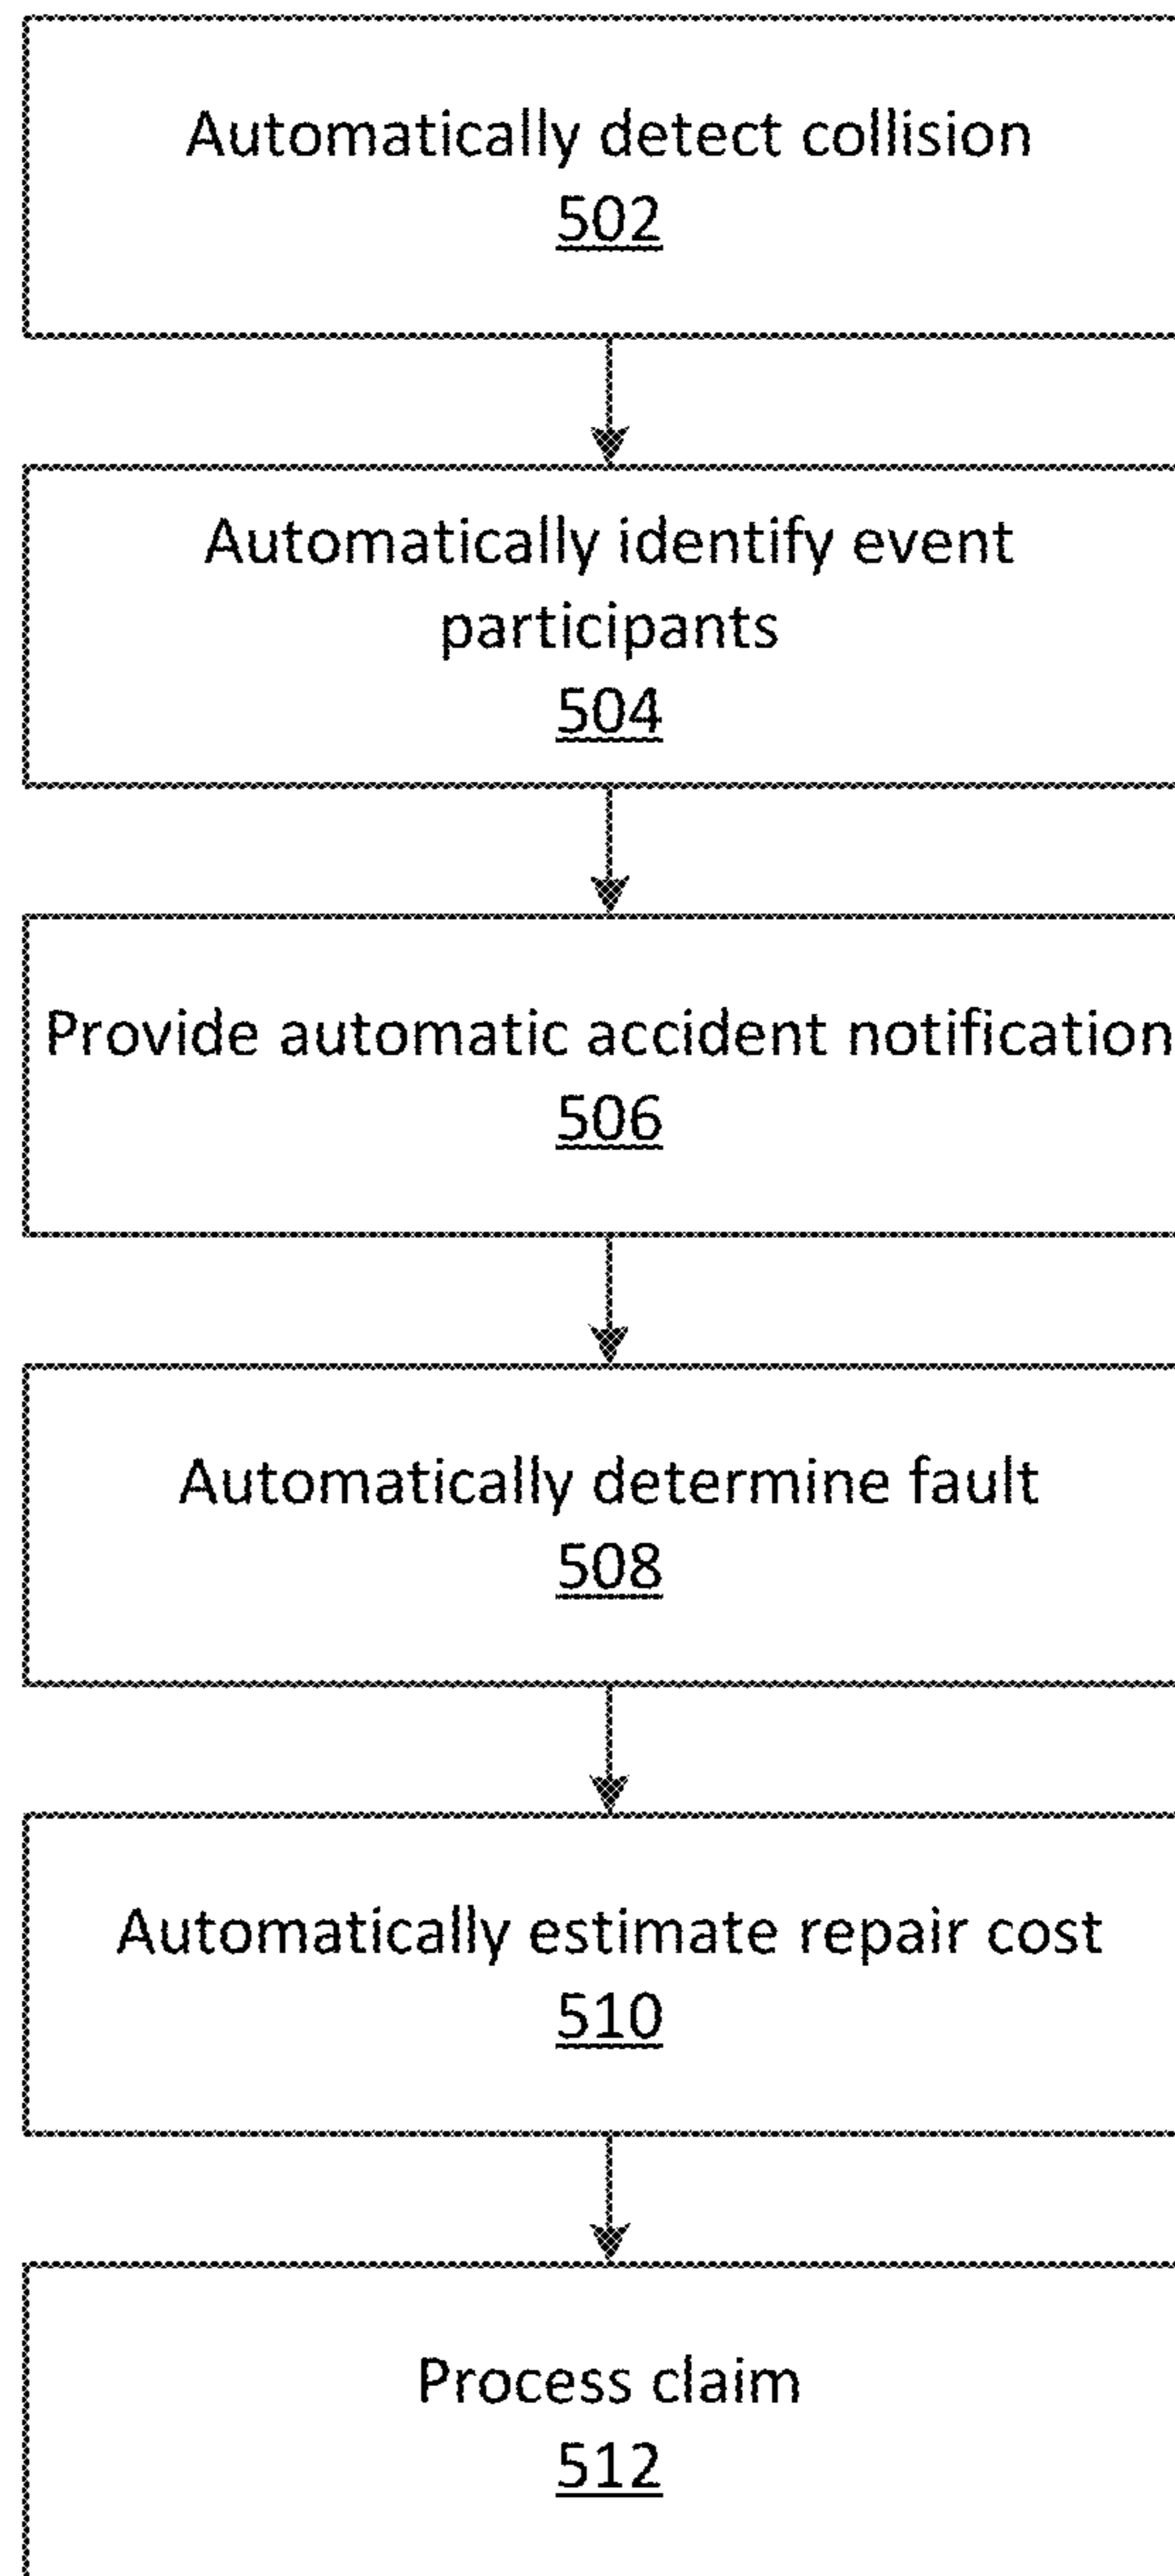 Automatically detect collision
502
Automatically identify event
participants
504
Provide automatic accident notification
506
Automatically determine fault
508
Automatically estimate repair cost
510
Process claim
512